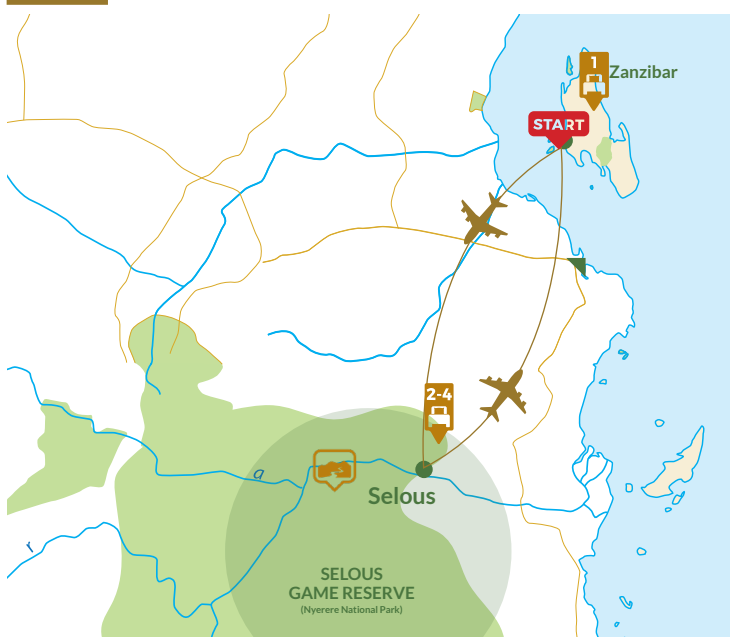 1
Zanzibar
START
2-4
a
Selous
r
SELOUS
GAME RESERVE
(Nyerere National Park)